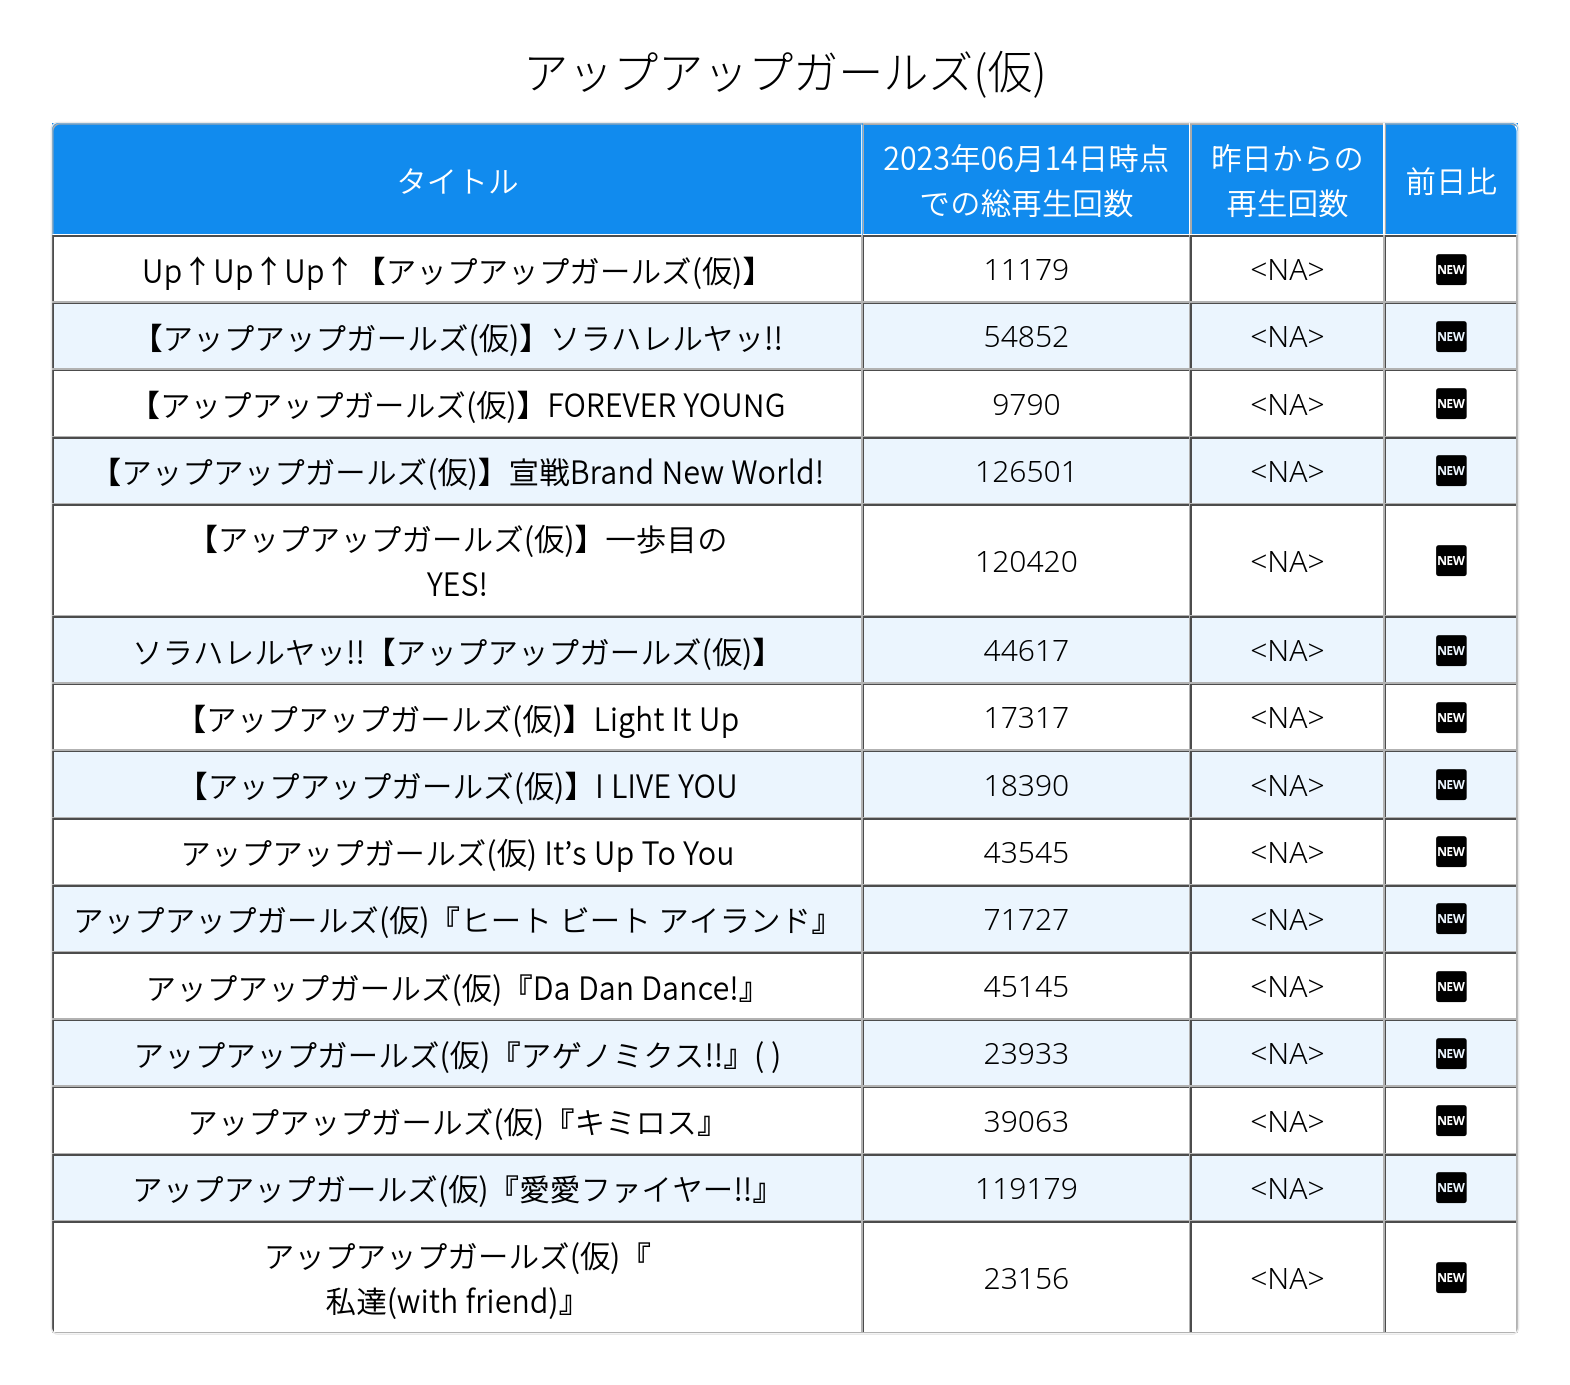 アップアップガールズ(仮)
タイトル
2023年06月14日時点
での総再生回数
昨日からの
再生回数
前日比
Up↑Up↑Up↑【アップアップガールズ(仮)】 11179 <NA> NEW
【アップアップガールズ(仮)】ソラハレルヤッ!! 54852 <NA> NEW
【アップアップガールズ(仮)】FOREVER YOUNG 9790 <NA> NEW
【アップアップガールズ(仮)】宣戦Brand New World! 126501 <NA> NEW
【アップアップガールズ(仮)】一歩目の
YES! 120420 <NA> NEW
ソラハレルヤッ!!【アップアップガールズ(仮)】 44617 <NA> NEW
【アップアップガールズ(仮)】Light It Up 17317 <NA> NEW
【アップアップガールズ(仮)】I LIVE YOU 18390 <NA> NEW
アップアップガールズ(仮) It’s Up To You 43545 <NA> NEW
アップアップガールズ(仮)『ヒート ビート アイランド』 71727 <NA> NEW
アップアップガールズ(仮)『Da Dan Dance!』 45145 <NA> NEW
アップアップガールズ(仮)『アゲノミクス!!』( ) 23933 <NA> NEW
アップアップガールズ(仮)『キミロス』 39063 <NA> NEW
アップアップガールズ(仮)『愛愛ファイヤー!!』 119179 <NA> NEW
アップアップガールズ(仮)『
私達(with friend)』 23156 <NA> NEW